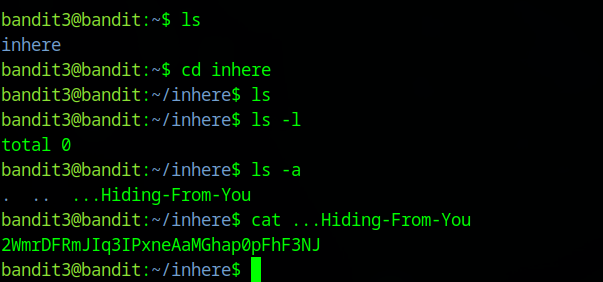 bandit3@bandit:~$ ls
inhere
bandit3@bandit:~$ cd inhere
bandit3@bandit:~/inhere$ ls
bandit3@bandit:~/inhere$ ls -l
total 0
bandit3@bandit:~/inhere$ ls -a
.  ..  ...Hiding-From-You
bandit3@bandit:~/inhere$ cat ...Hiding-From-You
2WmrDFRmJIq3IPxneAaMGhap0pFhF3NJ
bandit3@bandit:~/inhere$